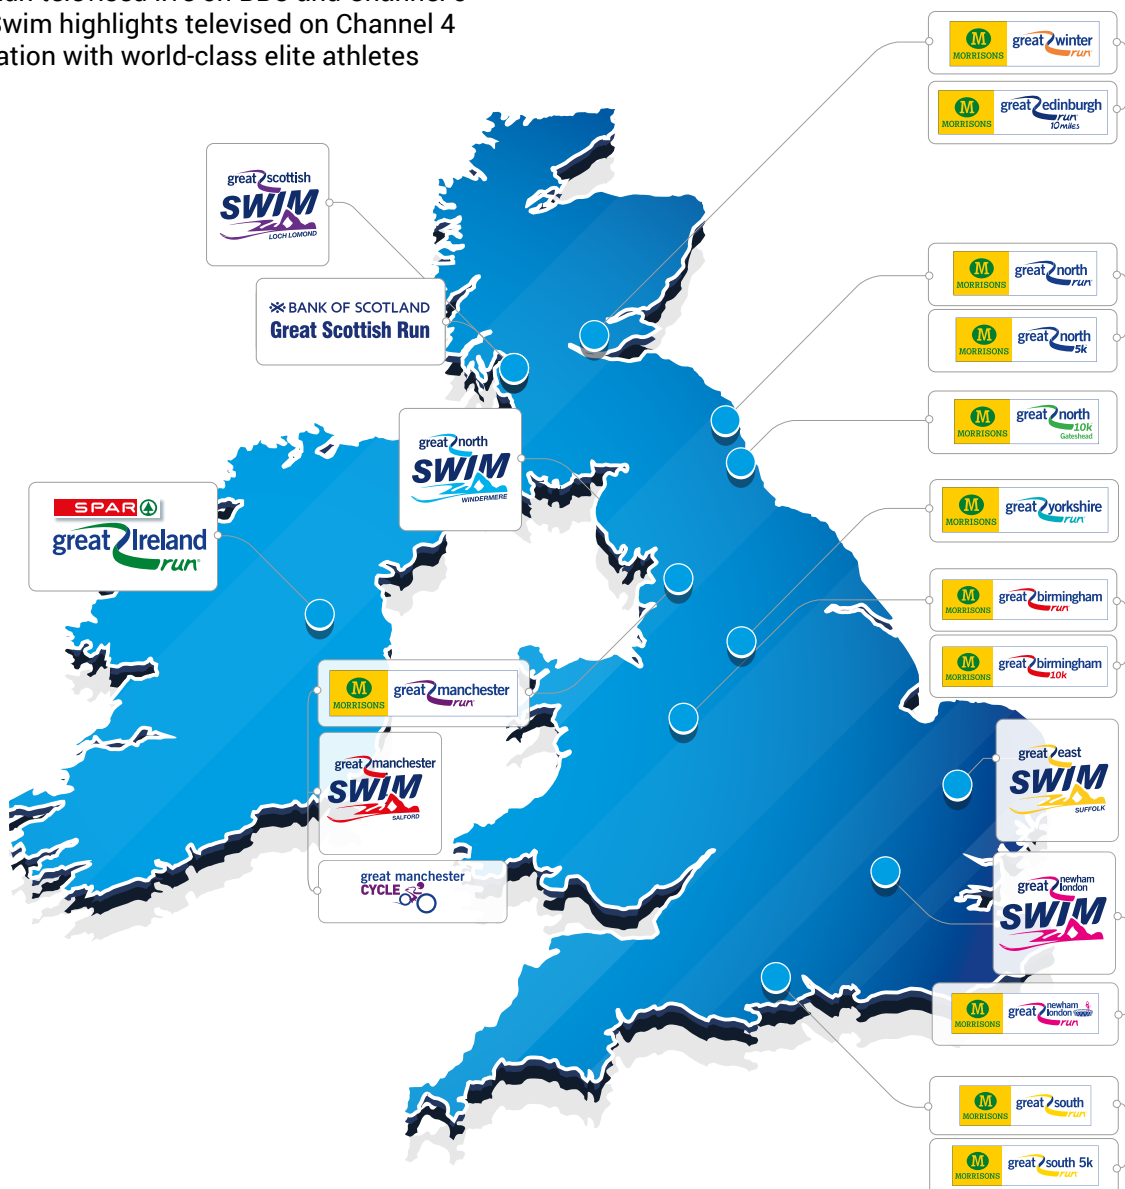 Swim highlights televised on Channel 4
ation with world-class elite athletes
M
MORRISONS
great winter
run
M
MORRISONS
great edinburgh
run
10 miles
great scottish
SWIM
LOCH LOMOND
BANK OF SCOTLAND
Great Scottish Run
M
MORRISONS
great north
run
M
MORRISONS
great north
5k
M
MORRISONS
great north
10k
Gateshead
great north
SWIM
WINDERMERE
SPAR
great Ireland
run
M
MORRISONS
great yorkshire
run
M
MORRISONS
great birmingham
run
M
MORRISONS
great birmingham
10k
M
MORRISONS
great manchester
run
great manchester
SWIM
SALFORD
great manchester
CYCLE
great east
SWIM
SUFFOLK
great newham
london
SWIM
M
MORRISONS
great newham
london
run
M
MORRISONS
great south
run
M
MORRISONS
great south 5k
run